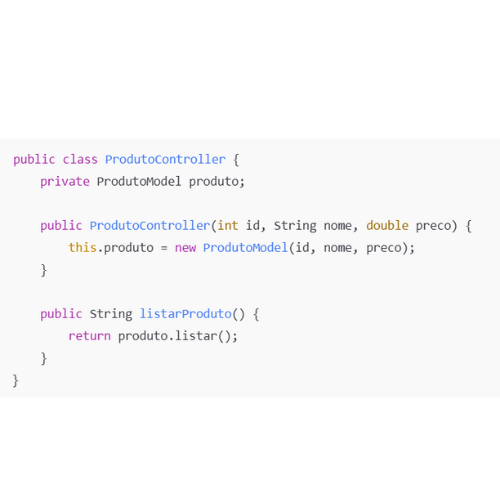 public class ProdutoController {
    private ProdutoModel produto;

    public ProdutoController(int id, String nome, double preco) {
        this.produto = new ProdutoModel(id, nome, preco);
    }

    public String listarProduto() {
        return produto.listar();
    }
}